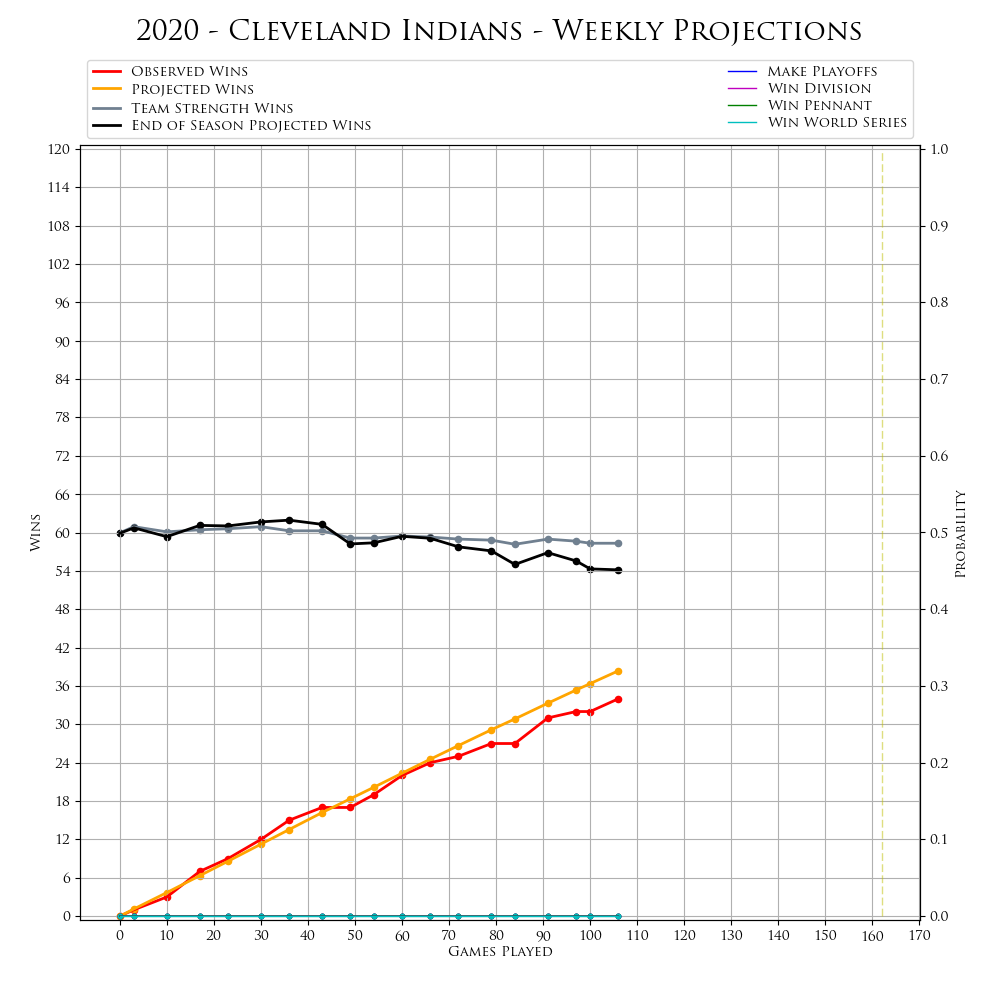 2020 - Cleveland Indians - Weekly Projections
Observed Wins
Projected Wins
Team Strength Wins
End of Season Projected Wins
Make Playoffs
Win Division
Win Pennant
Win World Series
120
114
108
102
96
90
84
78
72
66
60
54
48
42
36
30
24
18
12
6
0
Wins
1.0
0.9
0.8
0.7
0.6
0.5
0.4
0.3
0.2
0.1
0.0
Probability
0 10 20 30 40 50 60 70 80 90 100 110 120 130 140 150 160 170
Games Played